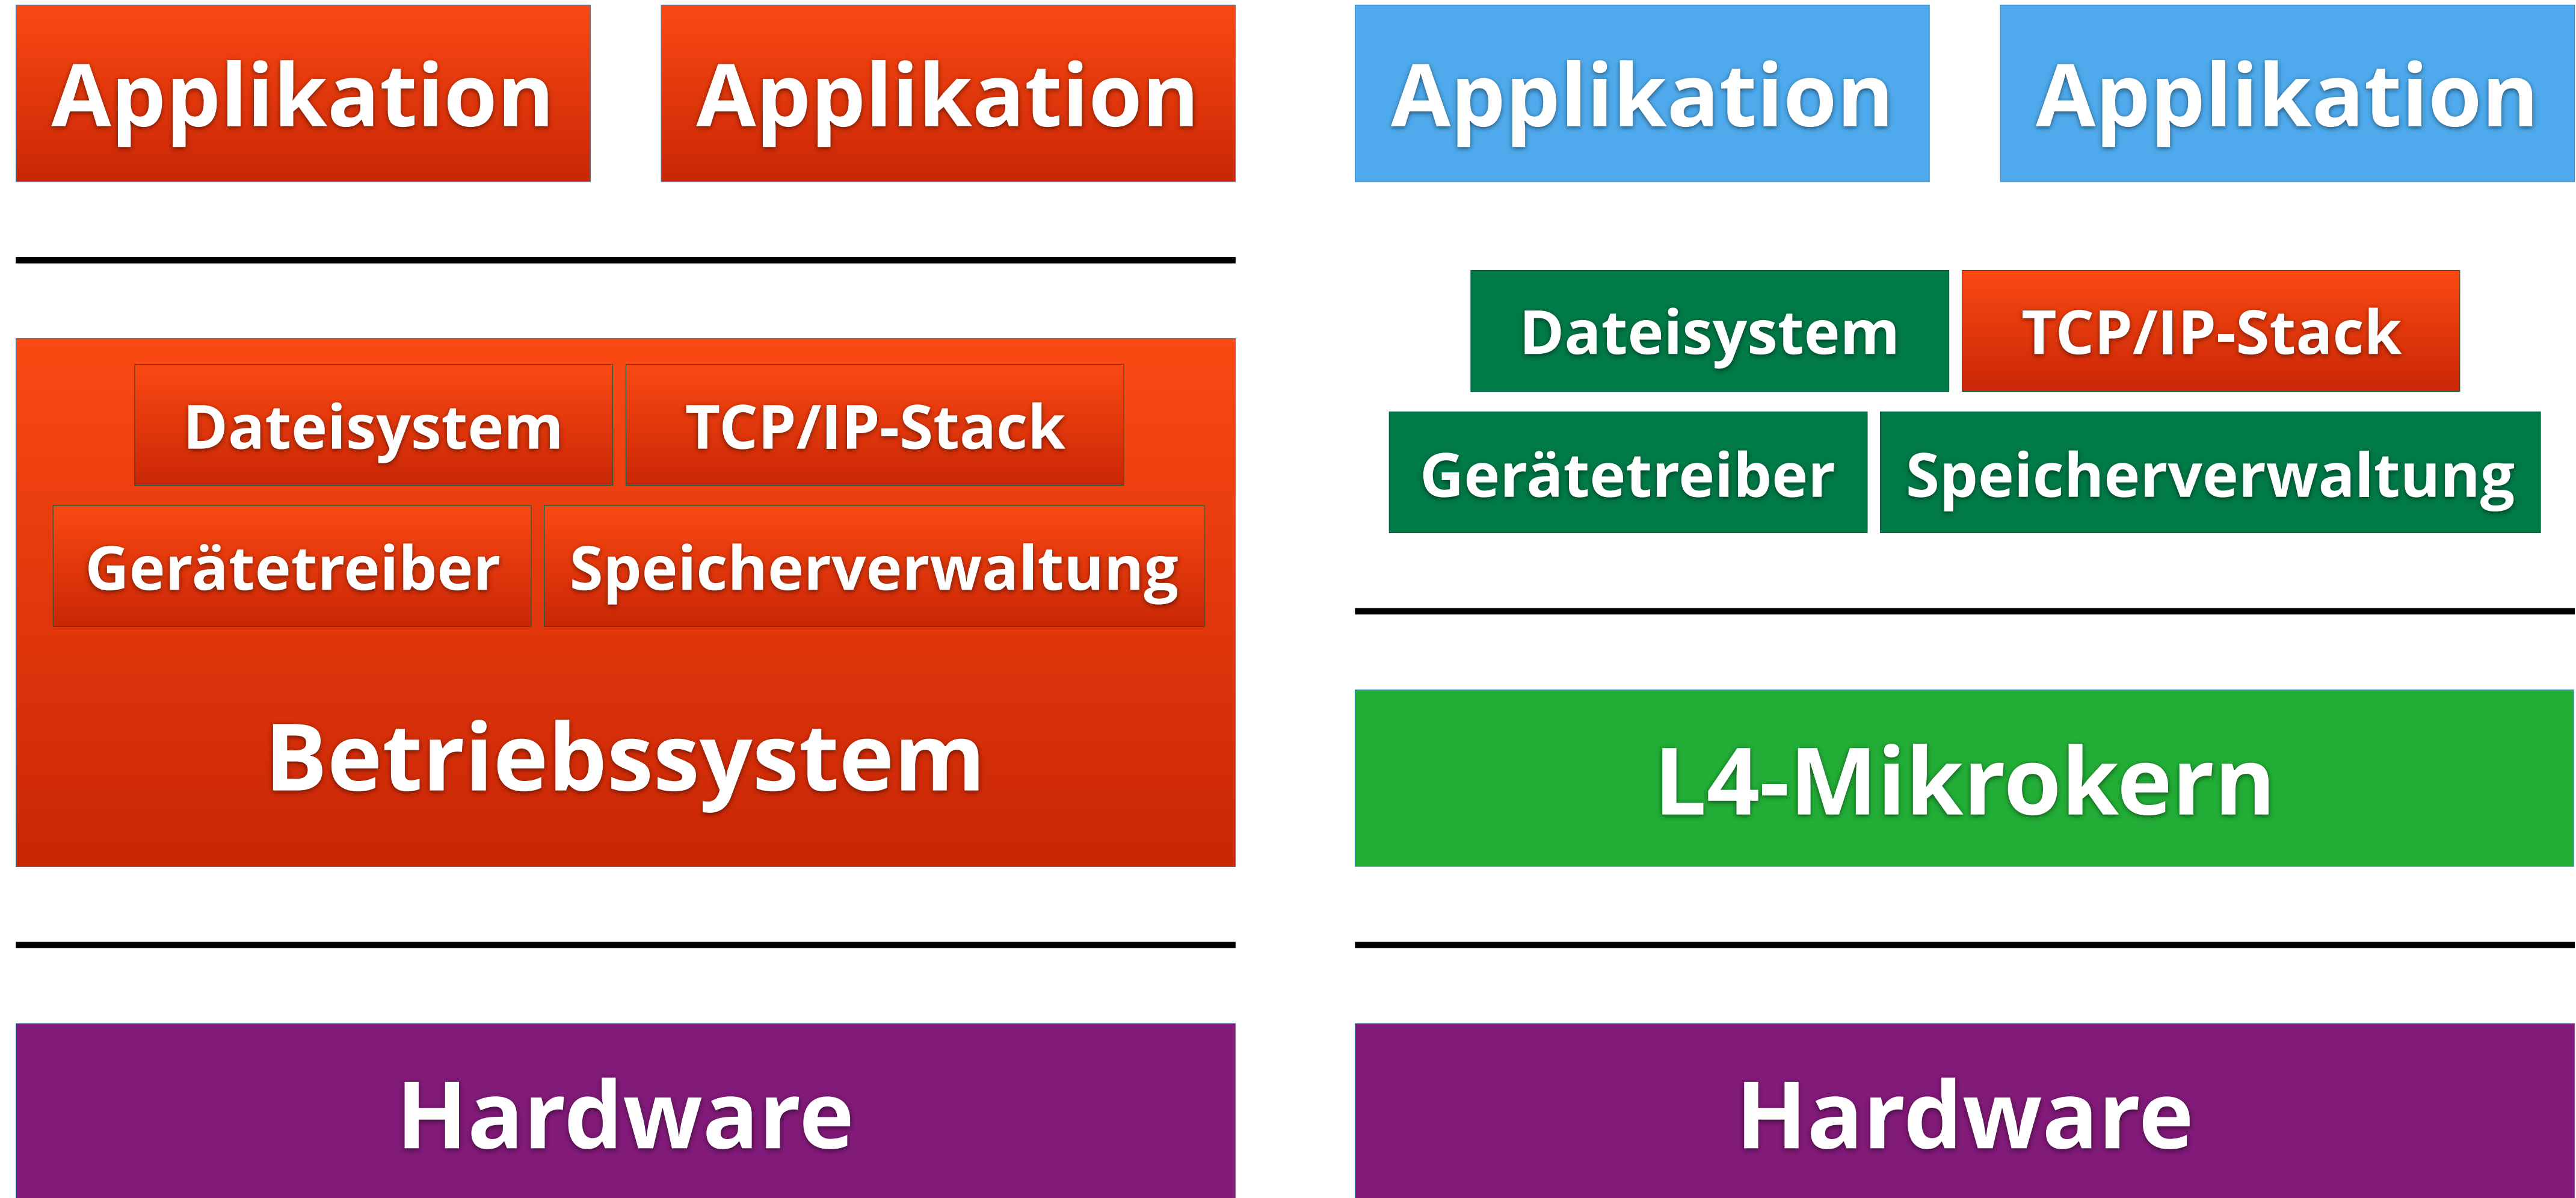 Applikation
Applikation
Dateisystem
TCP/IP-Stack
Gerätetreiber
Speicherverwaltung
Betriebssystem
Hardware
Applikation
Applikation
Dateisystem
TCP/IP-Stack
Gerätetreiber
Speicherverwaltung
L4-Mikrokern
Hardware